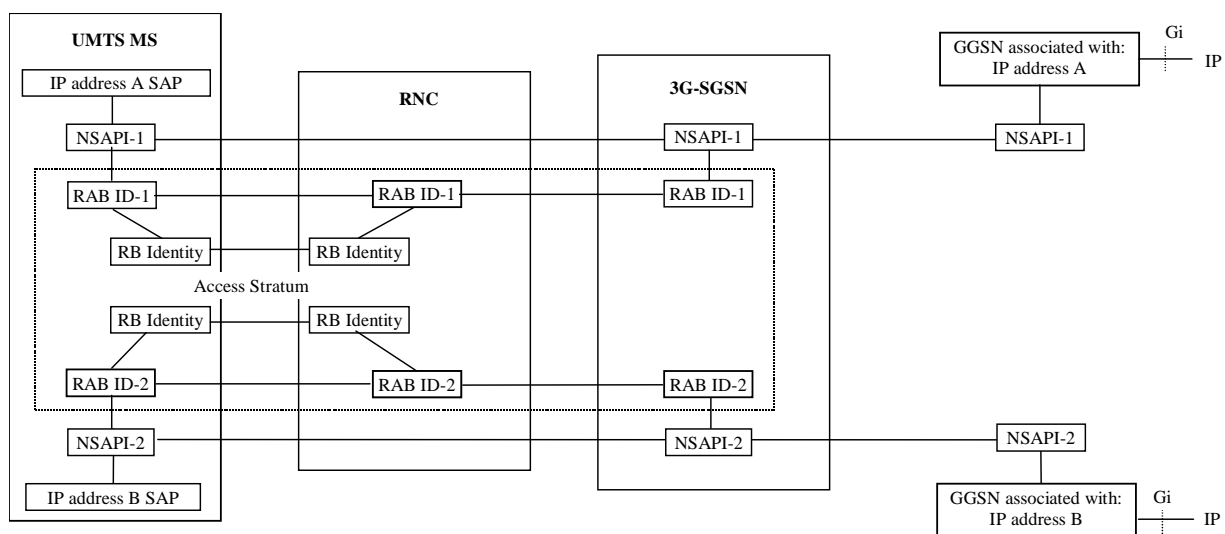 UMTS MS
IP address A SAP
RNC
3G-SGSN
GGSN associated with:
IP address A
Gi
IP
NSAPI-1
NSAPI-1
NSAPI-1
RAB ID-1
RAB ID-1
RAB ID-1
RB Identity
RB Identity
Access Stratum
RB Identity
RB Identity
RAB ID-2
RAB ID-2
RAB ID-2
NSAPI-2
NSAPI-2
NSAPI-2
IP address B SAP
GGSN associated with:
IP address B
Gi
IP